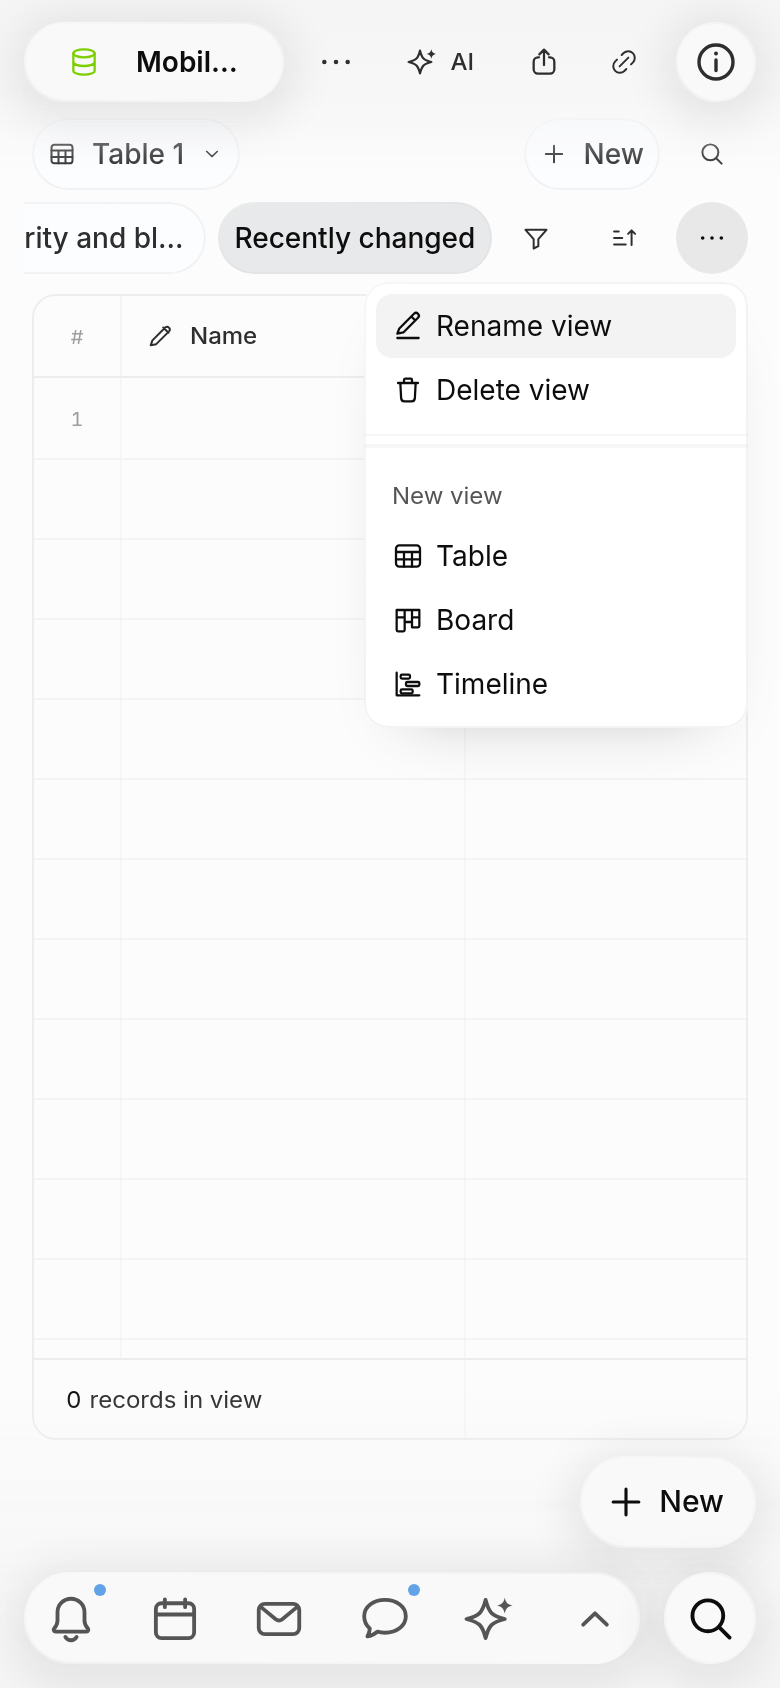 Mobil...
AI
Table 1
New
rity and bl...
Recently changed
# Name
1
Rename view
Delete view
New view
Table
Board
Timeline
0 records in view
New